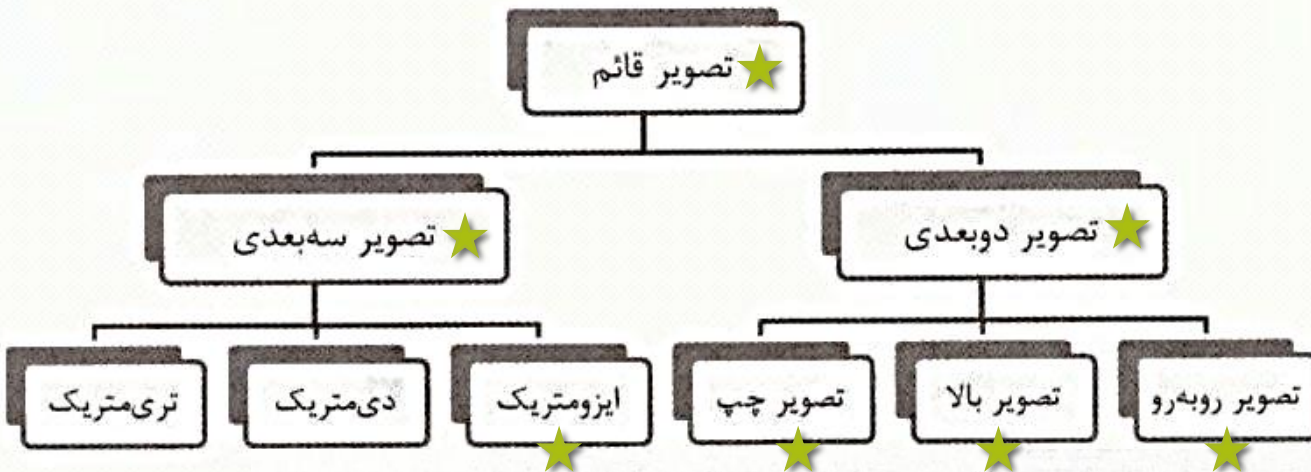 تصویر قائم
تصویر دوبعدی
تصویر سه‌بعدی
تصویر روبه‌رو
تصویر بالا
تصویر چپ
ایزومتریک
دی‌متریک
تری‌متریک